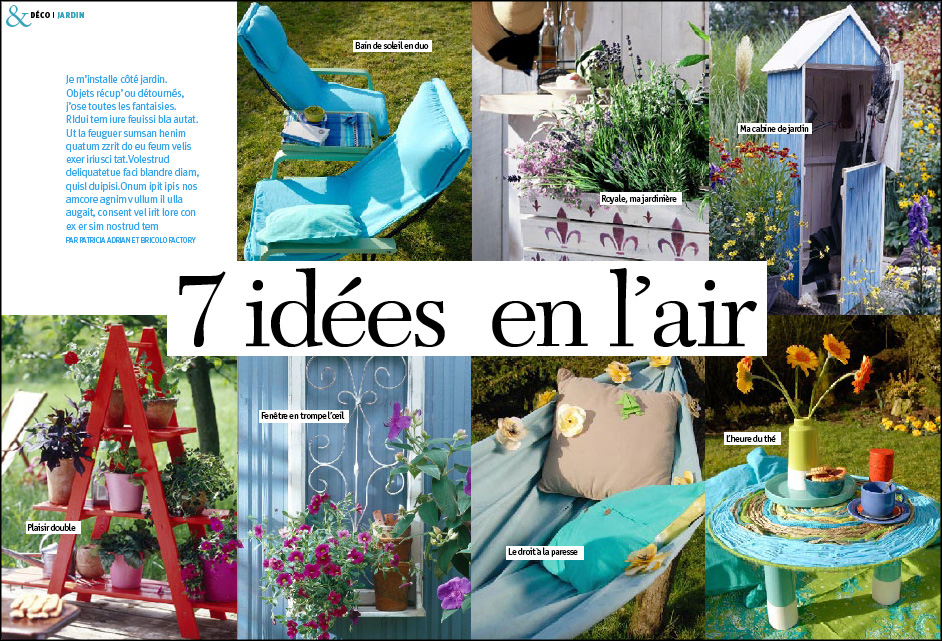 & DÉCO | JARDIN
Je m'installe côté jardin.
Objets récup' ou détournés,
j'ose toutes les fantaisies.
RIdui tem iure feuissi bla autat.
Ut la feuguer sumsan henim
quatum zzrit do eu feum velis
exer iriusci tat.Volestrud
deliquatetue faci blandre diam,
quisl duipisi.Onum ipit ipis nos
amcore agnim vullum il ulla
augait, consent vel irit lore con
ex er sim nostrud tem
PAR PATRICIA ADRIAN ET BRICOLO FACTORY
Bain de soleil en duo
Royale, ma jardinière
Ma cabine de jardin
7 idées en l'air
Plaisir double
Fenêtre en trompe l'œil
Le droit à la paresse
L'heure du thé